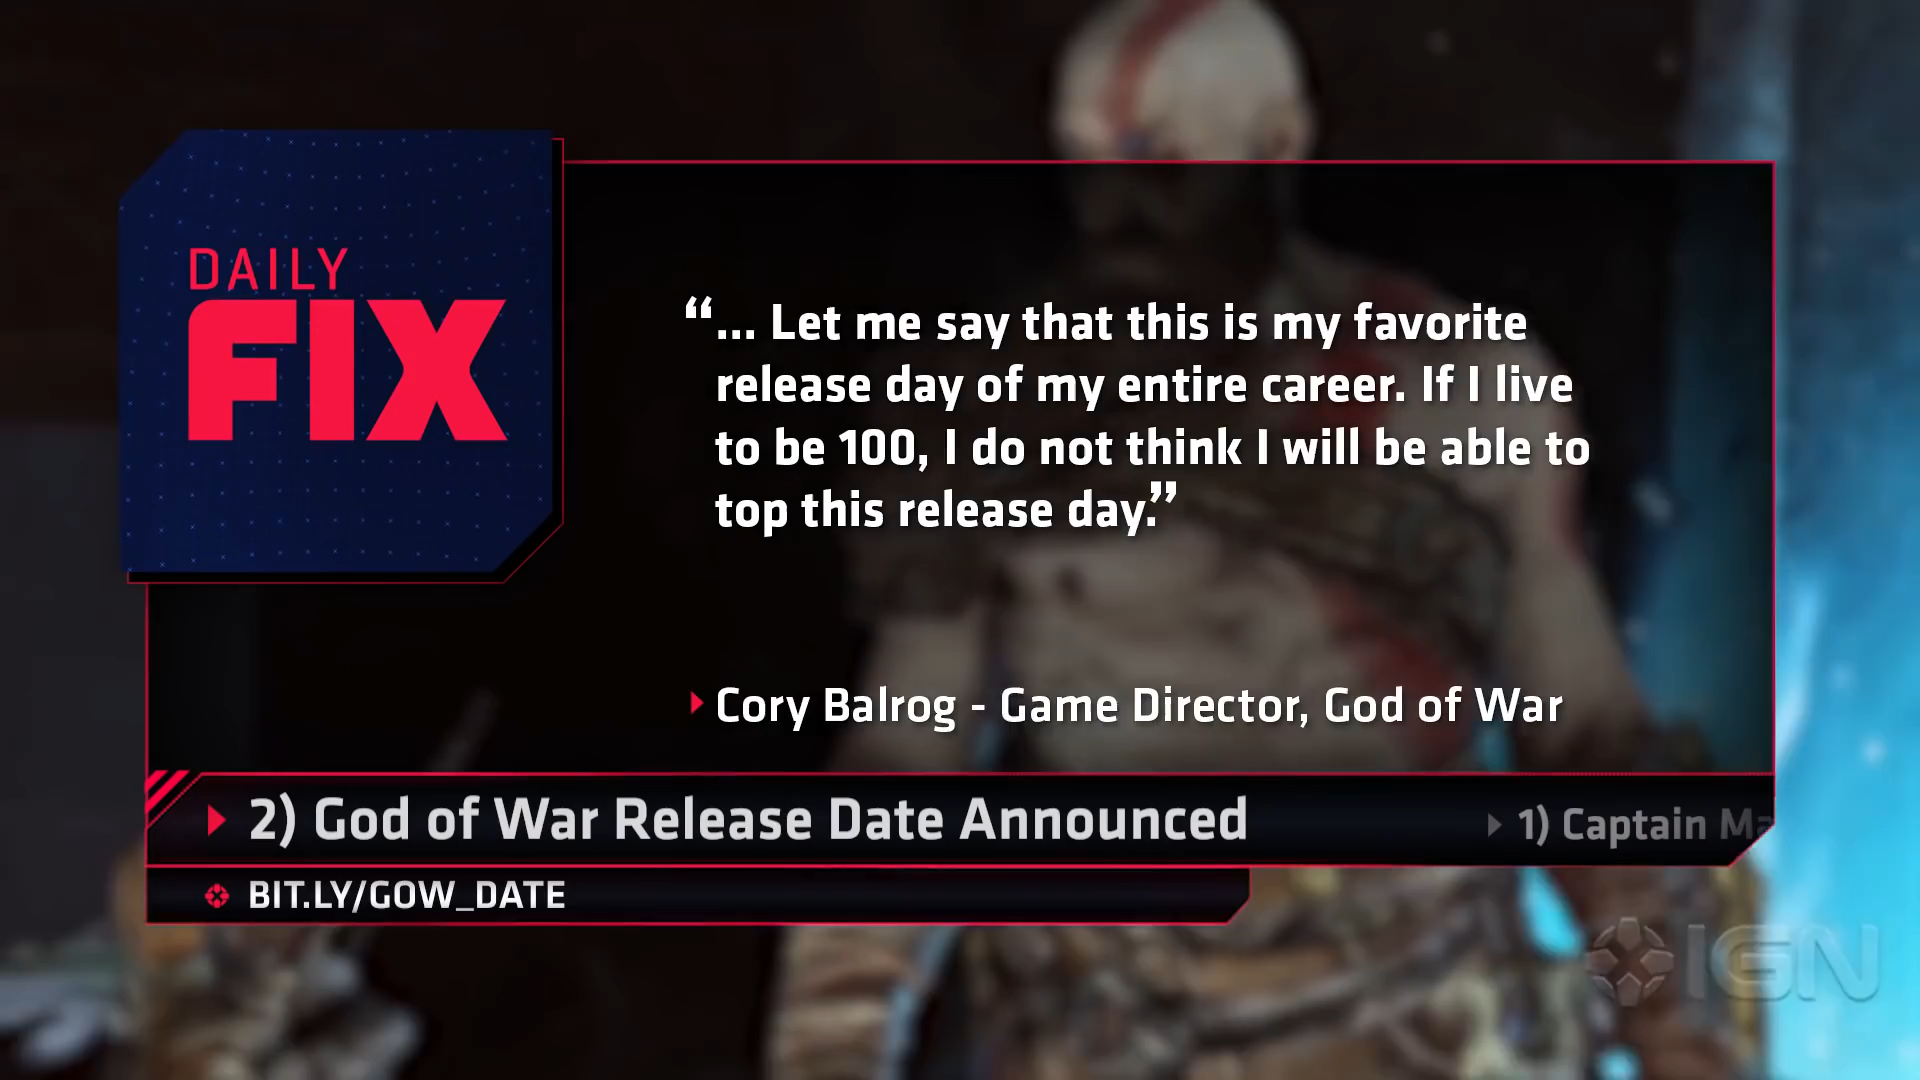 DAILY
FIX
“... Let me say that this is my favorite
release day of my entire career. If I live
to be 100, I do not think I will be able to
top this release day.”
Cory Balrog - Game Director, God of War
2) God of War Release Date Announced
1) Captain
BIT.LY/GOW_DATE
IGN